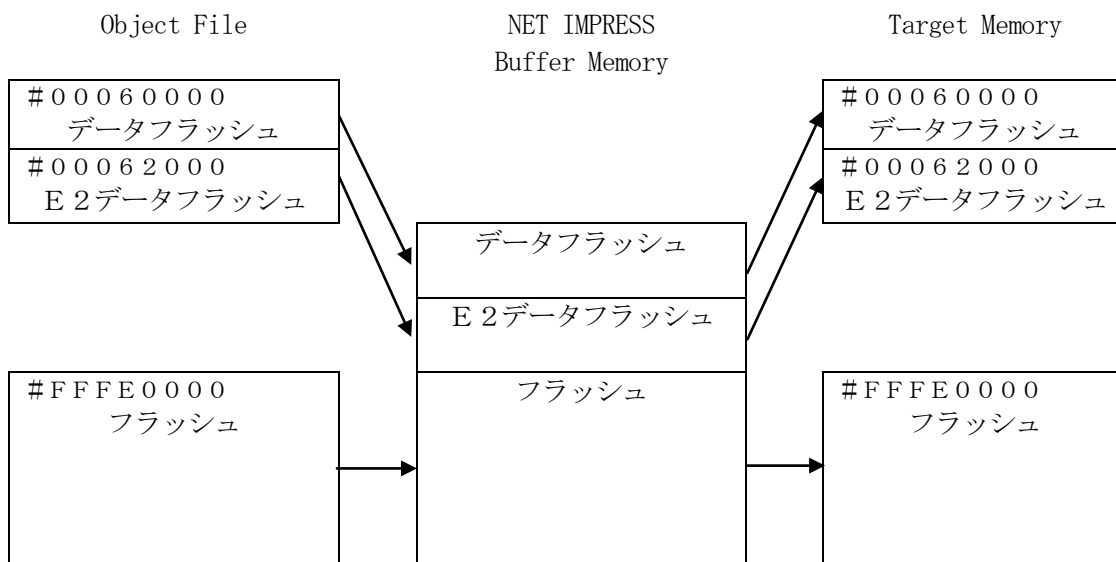 Object File
NET IMPRESS
Buffer Memory
Target Memory
#00060000
データフラッシュ
#00062000
E2データフラッシュ
#FFFE0000
フラッシュ
データフラッシュ
E2データフラッシュ
フラッシュ
#00060000
データフラッシュ
#00062000
E2データフラッシュ
#FFFE0000
フラッシュ